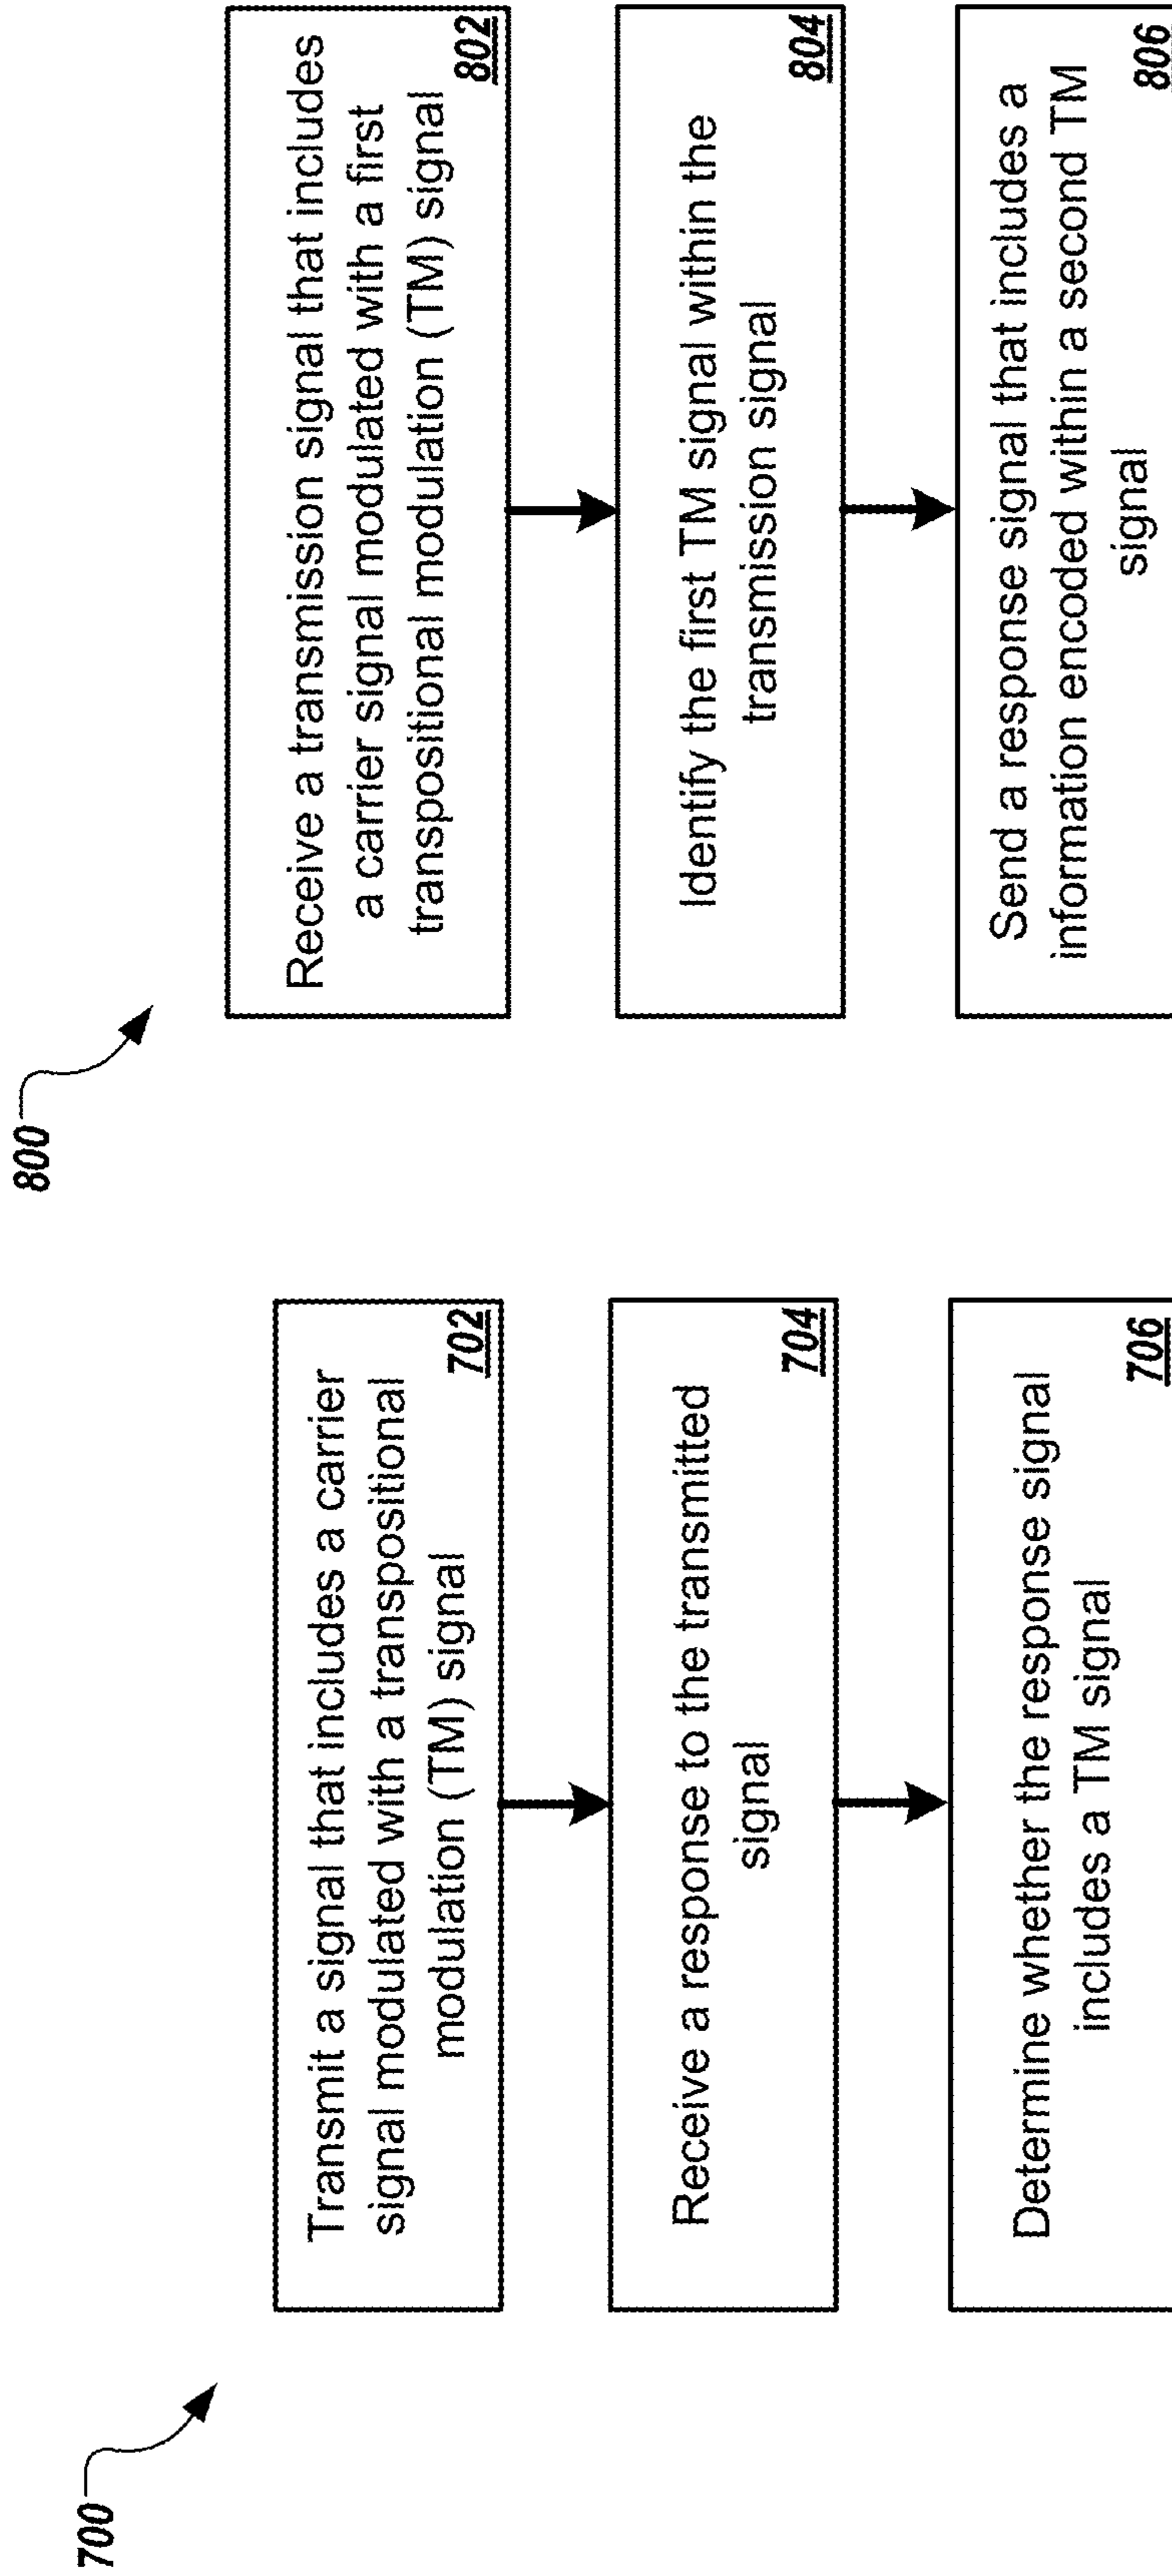 700
Transmit a signal that includes a carrier
signal modulated with a transpositional
modulation (TM) signal
702
Receive a response to the transmitted
signal
704
Determine whether the response signal
includes a TM signal
706
800
Receive a transmission signal that includes
a carrier signal modulated with a first
transpositional modulation (TM) signal
802
Identify the first TM signal within the
transmission signal
804
Send a response signal that includes a
information encoded within a second TM
signal
806